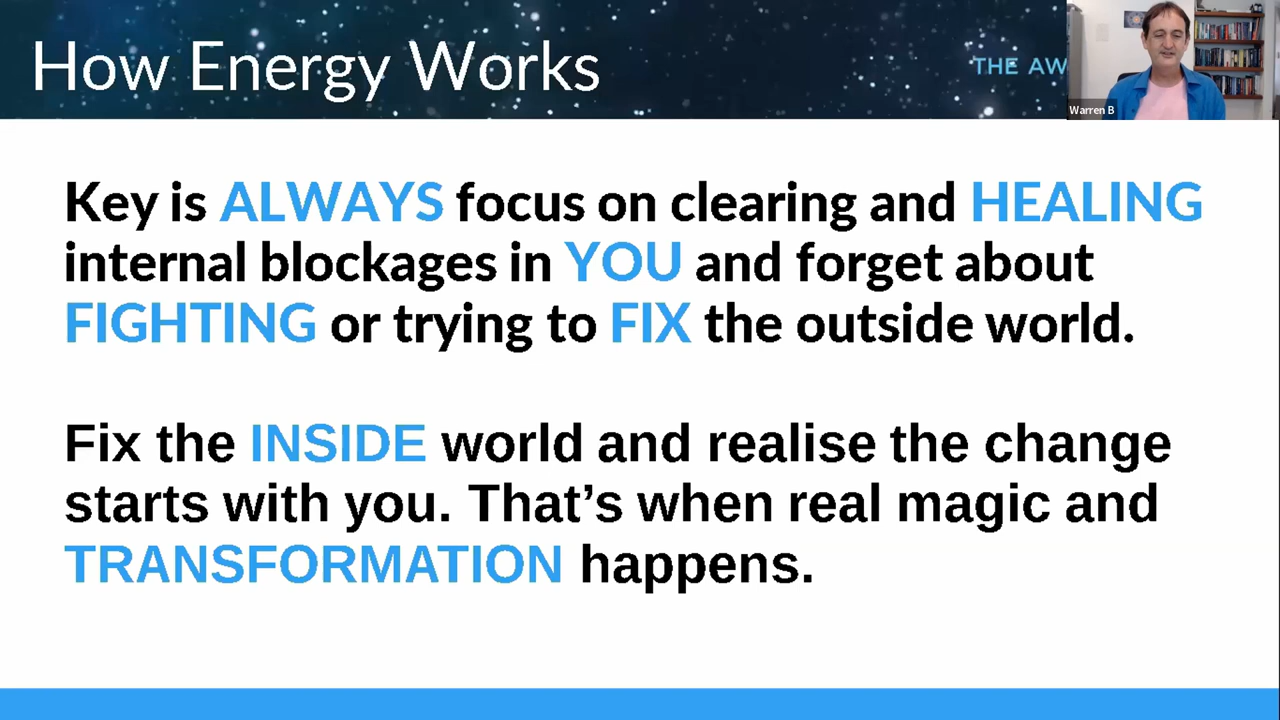 How Energy Works
THE AW
Warren B
Key is ALWAYS focus on clearing and HEALING
internal blockages in YOU and forget about
FIGHTING or trying to FIX the outside world.
Fix the INSIDE world and realise the change
starts with you. That’s when real magic and
TRANSFORMATION happens.